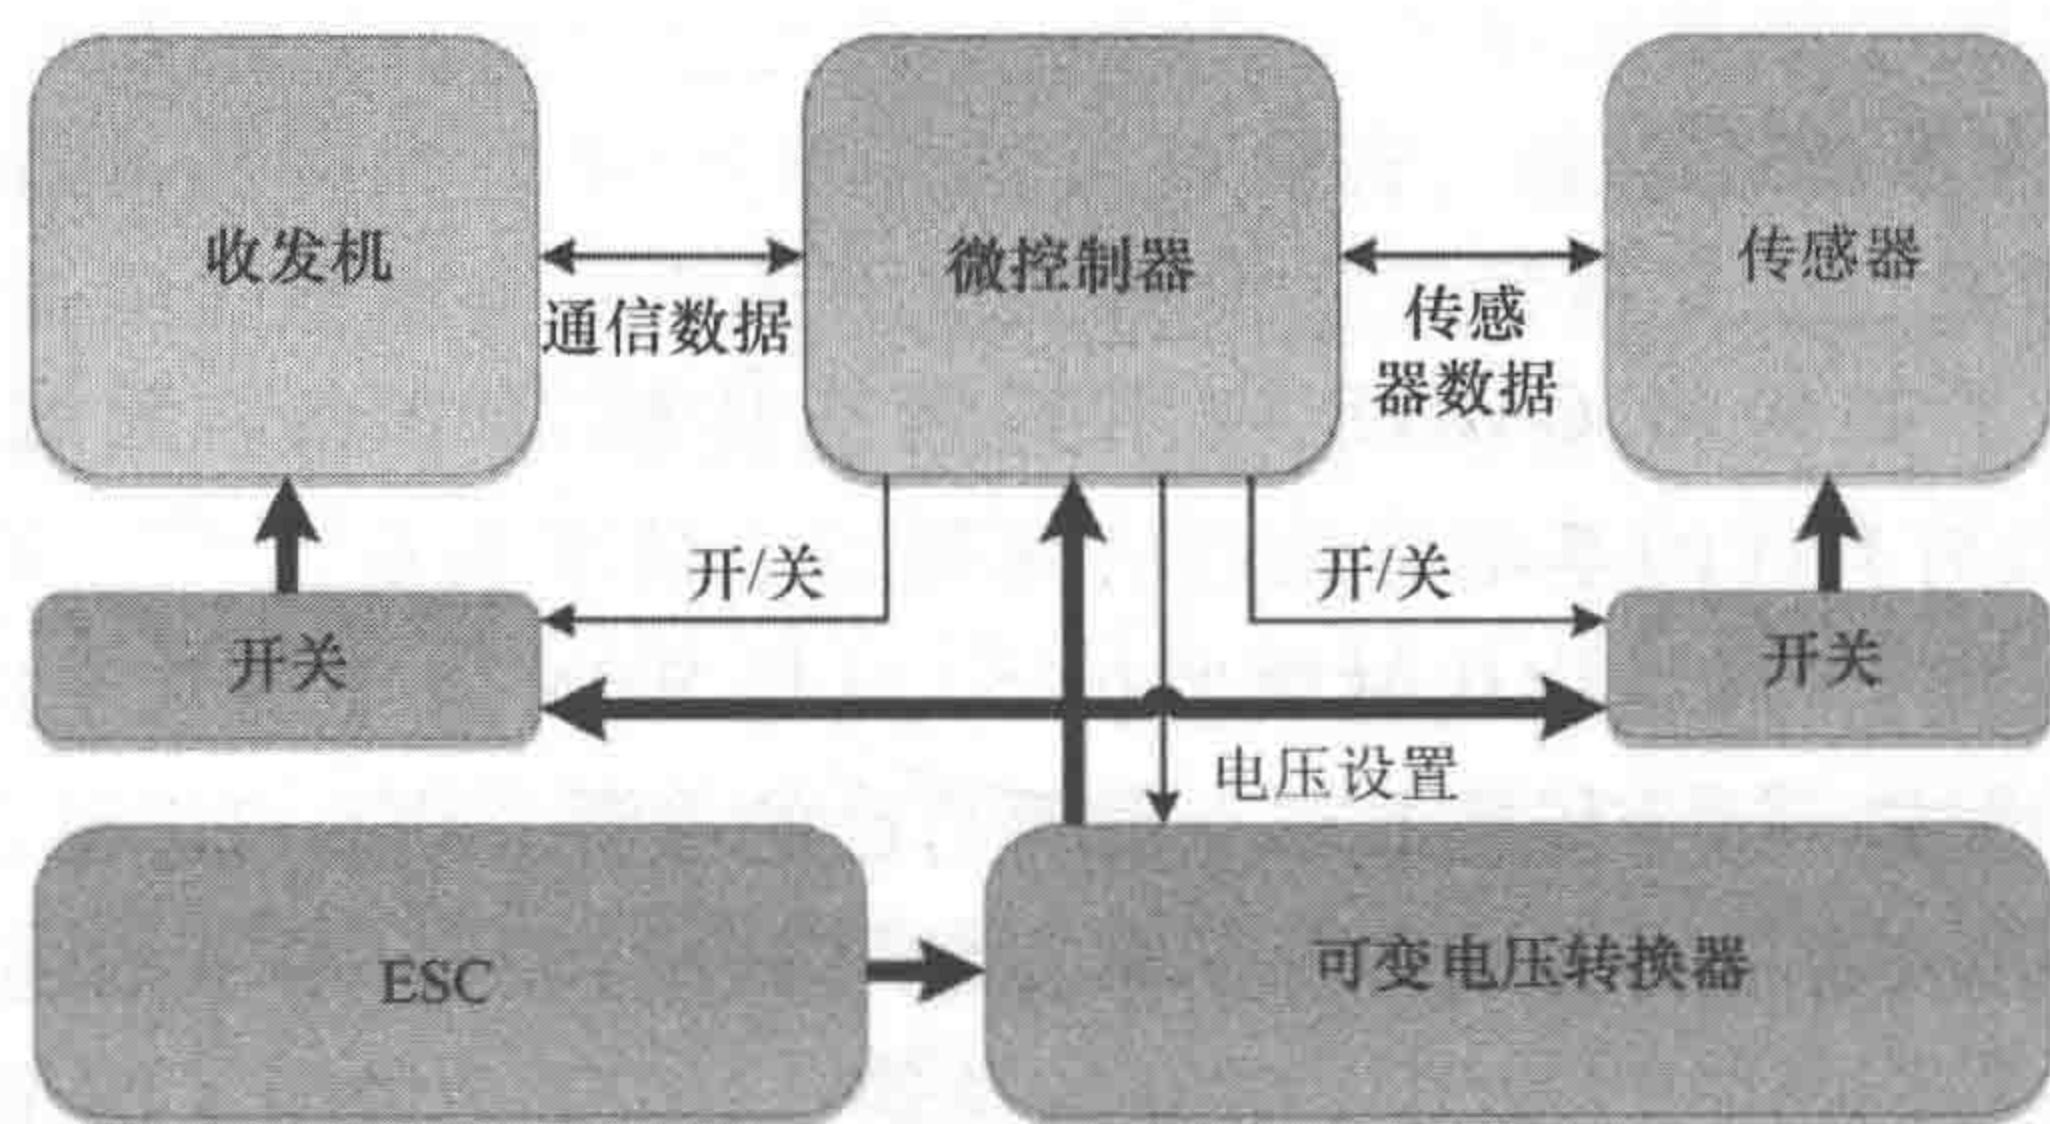 收发机
微控制器
传感器
通信数据
传感
器数据
开/关
开/关
开关
开关
电压设置
ESC
可变电压转换器